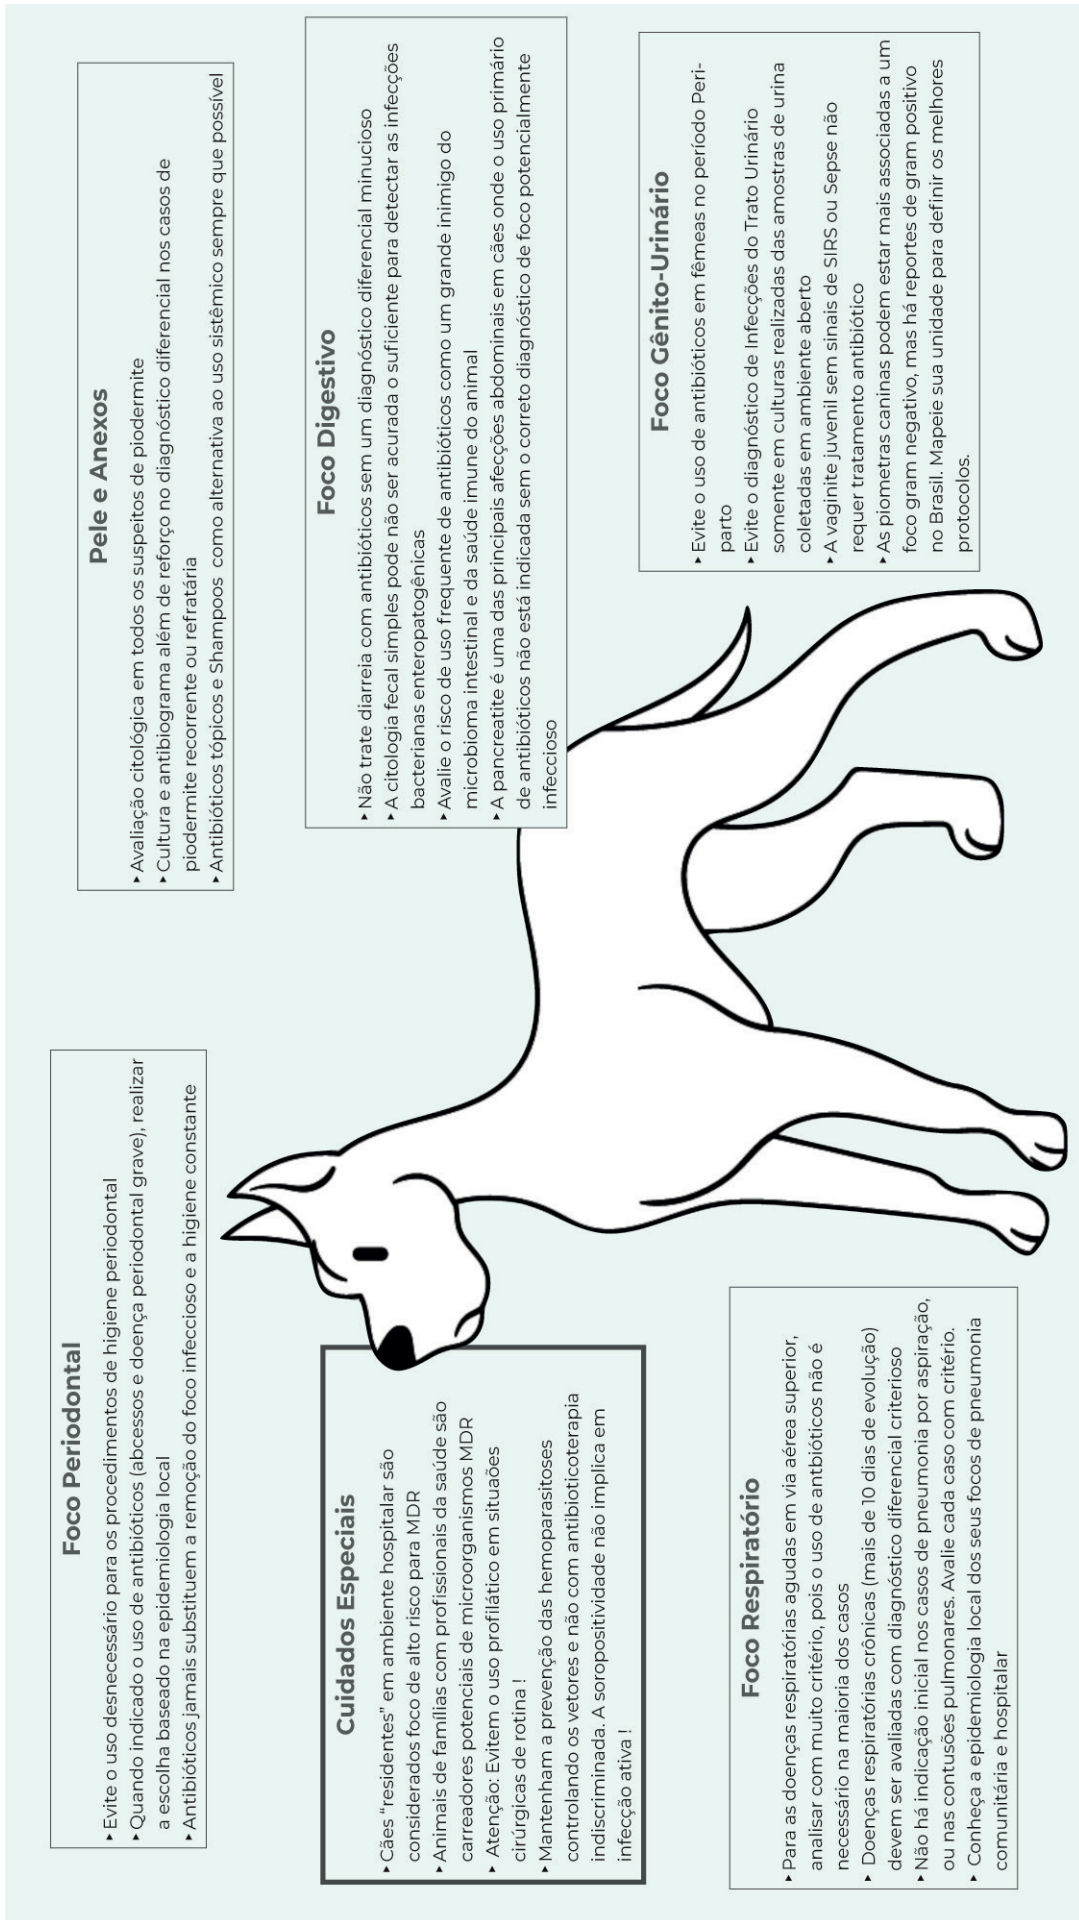 Foco Periodontal
▸ Evite o uso desnecessário para os procedimentos de higiene periodontal
▸ Quando indicado o uso de antibióticos (abcessos e doença periodontal grave), realizar
a escolha baseado na epidemiologia local
▸ Antibióticos jamais substituem a remoção do foco infeccioso e a higiene constante
Pele e Anexos
▸ Avaliação citológica em todos os suspeitos de piodermite
▸ Cultura e antibiograma além de reforço no diagnóstico diferencial nos casos de
piodermite recorrente ou refratária
▸ Antibióticos tópicos e Shampoos como alternativa ao uso sistêmico sempre que possível
Cuidados Especiais
▸ Cães “residentes” em ambiente hospitalar são
considerados foco de alto risco para MDR
▸ Animais de famílias com profissionais da saúde são
carreadores potenciais de microorganismos MDR
▸ Atenção: Evitem o uso profilático em situaões
cirúrgicas de rotina !
▸ Mantenham a prevenção das hemoparasitoses
controlando os vetores e não com antibioticoterapia
indiscriminada. A soropositividade não implica em
infecção ativa !
Foco Digestivo
▸ Não trate diarreia com antibióticos sem um diagnóstico diferencial minucioso
▸ A citologia fecal simples pode não ser acurada o suficiente para detectar as infecções
bacterianas enteropatogênicas
▸ Avalie o risco de uso frequente de antibióticos como um grande inimigo do
microbioma intestinal e da saúde imune do animal
▸ A pancreatite é uma das principais afecções abdominais em cães onde o uso primário
de antibióticos não está indicada sem o correto diagnóstico de foco potencialmente
infeccioso
Foco Respiratório
▸ Para as doenças respiratórias agudas em via aérea superior,
analisar com muito critério, pois o uso de antibióticos não é
necessário na maioria dos casos
▸ Doenças respiratórias crônicas (mais de 10 dias de evolução)
devem ser avaliadas com diagnóstico diferencial criterioso
▸ Não há indicação inicial nos casos de pneumonia por aspiração,
ou nas contusões pulmonares. Avalie cada caso com critério.
▸ Conheça a epidemiologia local dos seus focos de pneumonia
comunitária e hospitalar
Foco Gênito-Urinário
▸ Evite o uso de antibióticos em fêmeas no período Peri-
parto
▸ Evite o diagnóstico de Infecções do Trato Urinário
somente em culturas realizadas das amostras de urina
coletadas em ambiente aberto
▸ A vaginite juvenil sem sinais de SIRS ou Sepse não
requer tratamento antibiótico
▸ As piometras caninas podem estar mais associadas a um
foco gram negativo, mas há reportes de gram positivo
no Brasil. Mapeie sua unidade para definir os melhores
protocolos.